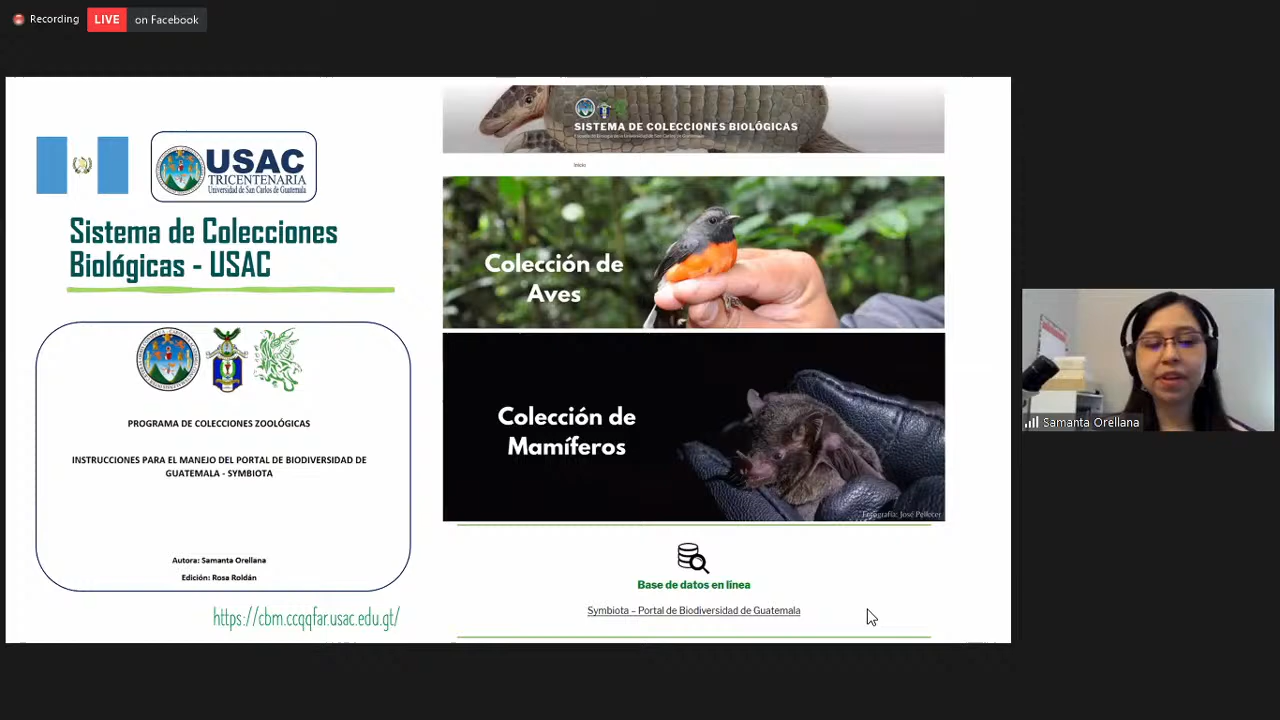 Recording
LIVE on Facebook
USAC
TRICENTENARIA
Universidad de San Carlos de Guatemala
Sistema de Colecciones
Biológicas - USAC
PROGRAMA DE COLECCIONES ZOOLÓGICAS
INSTRUCCIONES PARA EL MANEJO DEL PORTAL DE BIODIVERSIDAD DE
GUATEMALA - SYMBIOTA
Autora: Samanta Orellana
Edición: Rosa Roldán
https://cbm.ccqqfar.usac.edu.gt/
SISTEMA DE COLECCIONES BIOLÓGICAS
Inicio
Colección de
Aves
Colección de
Mamíferos
Fotografía: José Pellecer
Base de datos en línea
Symbiota – Portal de Biodiversidad de Guatemala
Samanta Orellana